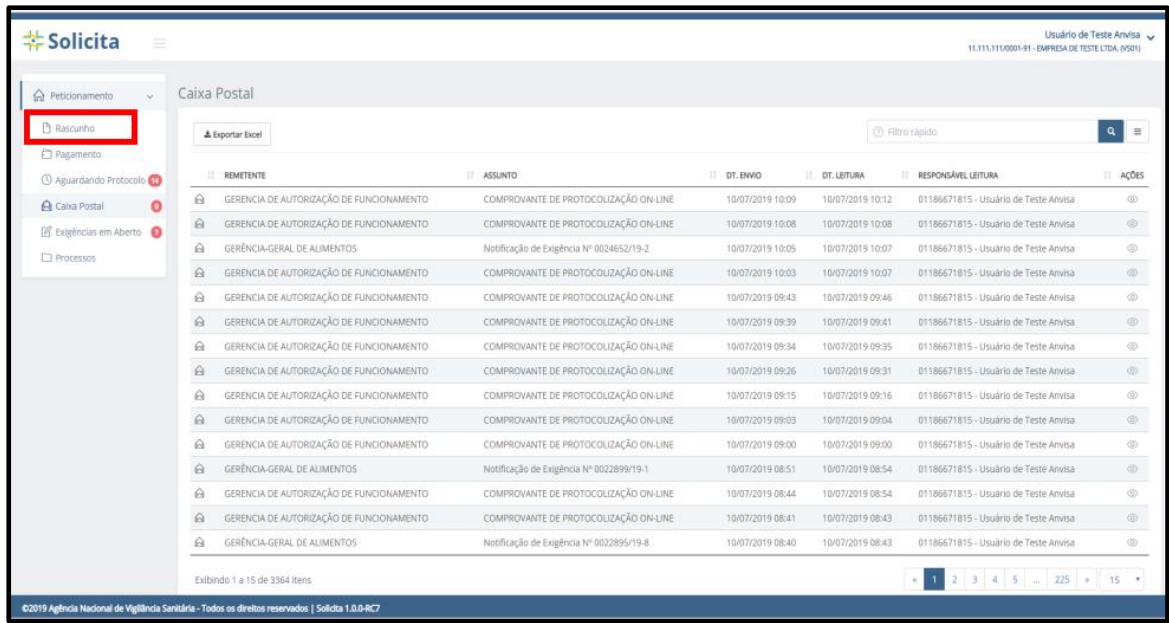 Solicita
Usuário de Teste Anvisa
11.111.111/0001-91 - EMPRESA DE TESTE LTDA. (VS01)
Peticionamento
Rascunho
Pagamento
Aguardando Protocolo 14
Caixa Postal 0
Exigências em Aberto 7
Processos
Caixa Postal
Exportar Excel
Filtro rápido
REMETENTE ASSUNTO DT. ENVIO DT. LEITURA RESPONSÁVEL LEITURA AÇÕES
GERENCIA DE AUTORIZAÇÃO DE FUNCIONAMENTO COMPROVANTE DE PROTOCOLIZAÇÃO ON-LINE 10/07/2019 10:09 10/07/2019 10:12 01186671815 - Usuário de Teste Anvisa
GERENCIA DE AUTORIZAÇÃO DE FUNCIONAMENTO COMPROVANTE DE PROTOCOLIZAÇÃO ON-LINE 10/07/2019 10:08 10/07/2019 10:08 01186671815 - Usuário de Teste Anvisa
GERÊNCIA-GERAL DE ALIMENTOS Notificação de Exigência Nº 0024652/19-2 10/07/2019 10:05 10/07/2019 10:07 01186671815 - Usuário de Teste Anvisa
GERENCIA DE AUTORIZAÇÃO DE FUNCIONAMENTO COMPROVANTE DE PROTOCOLIZAÇÃO ON-LINE 10/07/2019 10:03 10/07/2019 10:07 01186671815 - Usuário de Teste Anvisa
GERENCIA DE AUTORIZAÇÃO DE FUNCIONAMENTO COMPROVANTE DE PROTOCOLIZAÇÃO ON-LINE 10/07/2019 09:43 10/07/2019 09:46 01186671815 - Usuário de Teste Anvisa
GERENCIA DE AUTORIZAÇÃO DE FUNCIONAMENTO COMPROVANTE DE PROTOCOLIZAÇÃO ON-LINE 10/07/2019 09:39 10/07/2019 09:41 01186671815 - Usuário de Teste Anvisa
GERENCIA DE AUTORIZAÇÃO DE FUNCIONAMENTO COMPROVANTE DE PROTOCOLIZAÇÃO ON-LINE 10/07/2019 09:34 10/07/2019 09:35 01186671815 - Usuário de Teste Anvisa
GERENCIA DE AUTORIZAÇÃO DE FUNCIONAMENTO COMPROVANTE DE PROTOCOLIZAÇÃO ON-LINE 10/07/2019 09:26 10/07/2019 09:31 01186671815 - Usuário de Teste Anvisa
GERENCIA DE AUTORIZAÇÃO DE FUNCIONAMENTO COMPROVANTE DE PROTOCOLIZAÇÃO ON-LINE 10/07/2019 09:15 10/07/2019 09:16 01186671815 - Usuário de Teste Anvisa
GERENCIA DE AUTORIZAÇÃO DE FUNCIONAMENTO COMPROVANTE DE PROTOCOLIZAÇÃO ON-LINE 10/07/2019 09:03 10/07/2019 09:04 01186671815 - Usuário de Teste Anvisa
GERENCIA DE AUTORIZAÇÃO DE FUNCIONAMENTO COMPROVANTE DE PROTOCOLIZAÇÃO ON-LINE 10/07/2019 09:00 10/07/2019 09:00 01186671815 - Usuário de Teste Anvisa
GERÊNCIA-GERAL DE ALIMENTOS Notificação de Exigência Nº 0022899/19-1 10/07/2019 08:51 10/07/2019 08:54 01186671815 - Usuário de Teste Anvisa
GERENCIA DE AUTORIZAÇÃO DE FUNCIONAMENTO COMPROVANTE DE PROTOCOLIZAÇÃO ON-LINE 10/07/2019 08:44 10/07/2019 08:54 01186671815 - Usuário de Teste Anvisa
GERENCIA DE AUTORIZAÇÃO DE FUNCIONAMENTO COMPROVANTE DE PROTOCOLIZAÇÃO ON-LINE 10/07/2019 08:41 10/07/2019 08:43 01186671815 - Usuário de Teste Anvisa
GERÊNCIA-GERAL DE ALIMENTOS Notificação de Exigência Nº 0022895/19-8 10/07/2019 08:40 10/07/2019 08:43 01186671815 - Usuário de Teste Anvisa
Exibindo 1 a 15 de 3364 itens
« 1 2 3 4 5 ... 225 » 15
©2019 Agência Nacional de Vigilância Sanitária - Todos os direitos reservados | Solicita 1.0.0-RC7